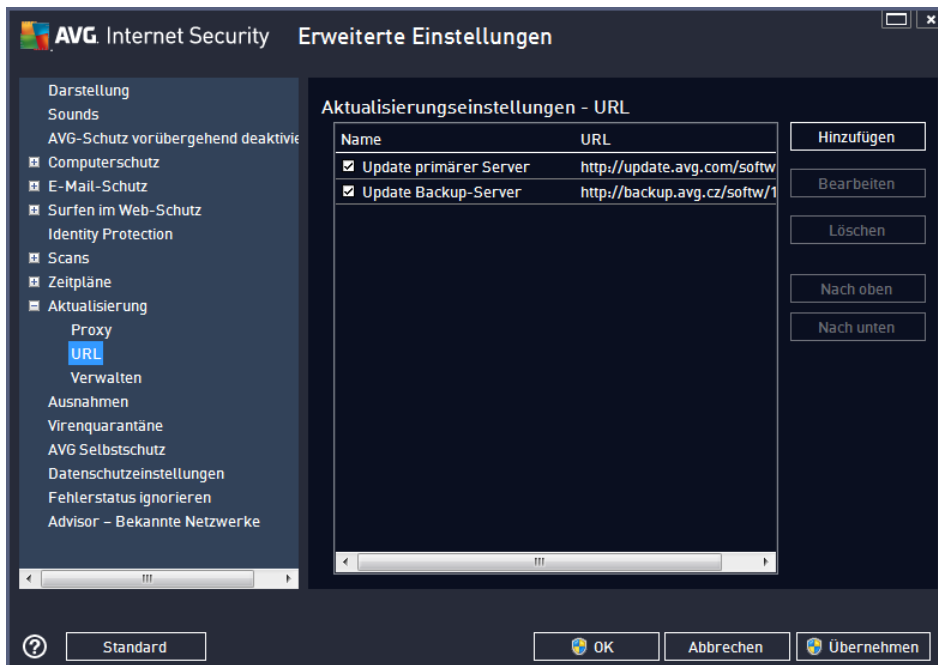 AVG. Internet Security Erweiterte Einstellungen
Darstellung
Sounds
AVG-Schutz vorübergehend deaktivie
Computerschutz
E-Mail-Schutz
Surfen im Web-Schutz
Identity Protection
Scans
Zeitpläne
Aktualisierung
Proxy
URL
Verwalten
Ausnahmen
Virenquarantäne
AVG Selbstschutz
Datenschutzeinstellungen
Fehlerstatus ignorieren
Advisor – Bekannte Netzwerke
Aktualisierungseinstellungen - URL
Name URL
Update primärer Server http://update.avg.com/softw
Update Backup-Server http://backup.avg.cz/softw/1
Hinzufügen
Bearbeiten
Löschen
Nach oben
Nach unten
? Standard OK Abbrechen Übernehmen